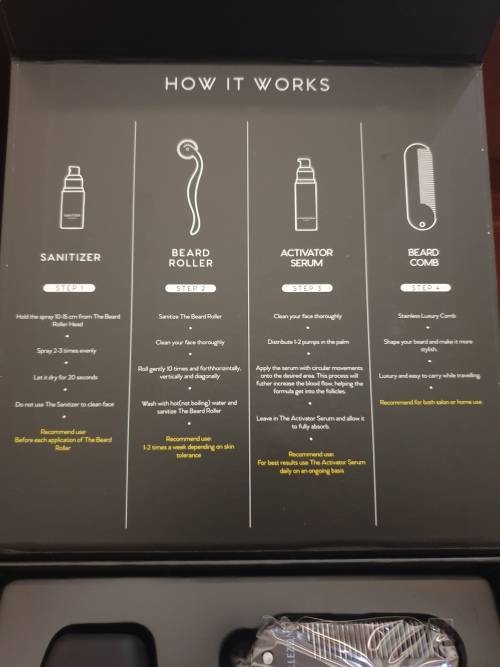 HOW IT WORKS
SANITIZER
STEP 1
Hold the spray 10-15 cm from The Beard
Roller Head
Spray 2-3 times evenly
Let it dry for 20 seconds
Do not use The Sanitizer to clean face
Recommend use:
Before each application of The Beard
Roller
BEARD
ROLLER
STEP 2
Sanitize The Beard Roller
Clean your face thoroughly
Roll gently 10 times and forthhorizontally,
vertically and diagonally
Wash with hot(not boiling) water and
sanitize The Beard Roller
Recommend use:
1-2 times a week depending on skin
tolerance
ACTIVATOR
SERUM
STEP 3
Clean your face thoroughly
Distribute 1-2 pumps in the palm
Apply the serum with circular movements
onto the desired area. This process will
futher increase the blood flow, helping the
formula get into the follicles.
Leave in The Activator Serum and allow it
to fully absorb.
Recommend use:
For best results use The Activator Serum
daily on an ongoing basis
BEARD
COMB
STEP 4
Stainless Luxury Comb
Shape your beard and make it more
stylish.
Luxury and easy to carry while travelling.
Recommend for both salon or home use.